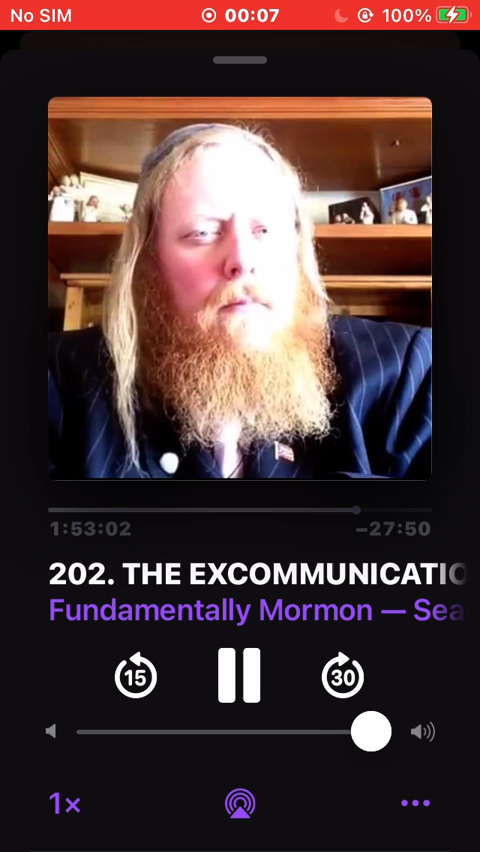 No SIM 00:07 100%
1:53:02 −27:50
202. THE EXCOMMUNICATIO
Fundamentally Mormon — Sea
15 30
1×